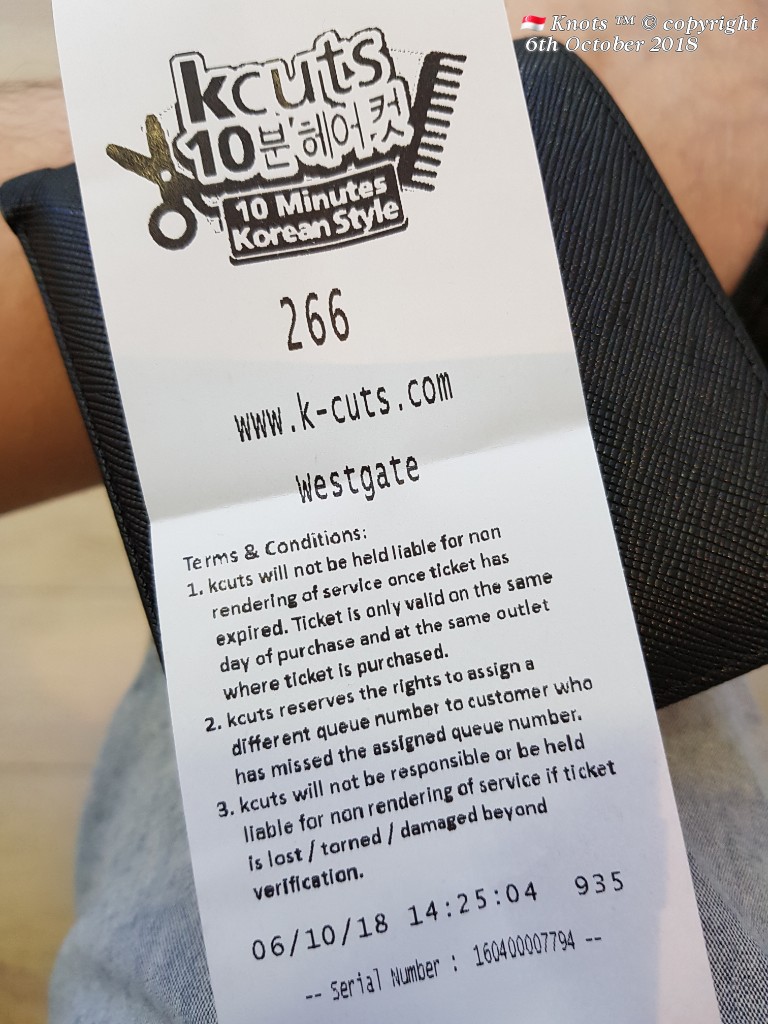 🇮🇩 Knots ™ © copyright
6th October 2018
kcuts
10분 헤어컷
10 Minutes
Korean Style
266
www.k-cuts.com
Westgate
Terms & Conditions:
1. kcuts will not be held liable for non
rendering of service once ticket has
expired. Ticket is only valid on the same
day of purchase and at the same outlet
where ticket is purchased.
2. kcuts reserves the rights to assign a
different queue number to customer who
has missed the assigned queue number.
3. kcuts will not be responsible or be held
liable for non rendering of service if ticket
is lost / torned / damaged beyond
verification.
06/10/18 14:25:04 935
-- Serial Number : 160400007794 --